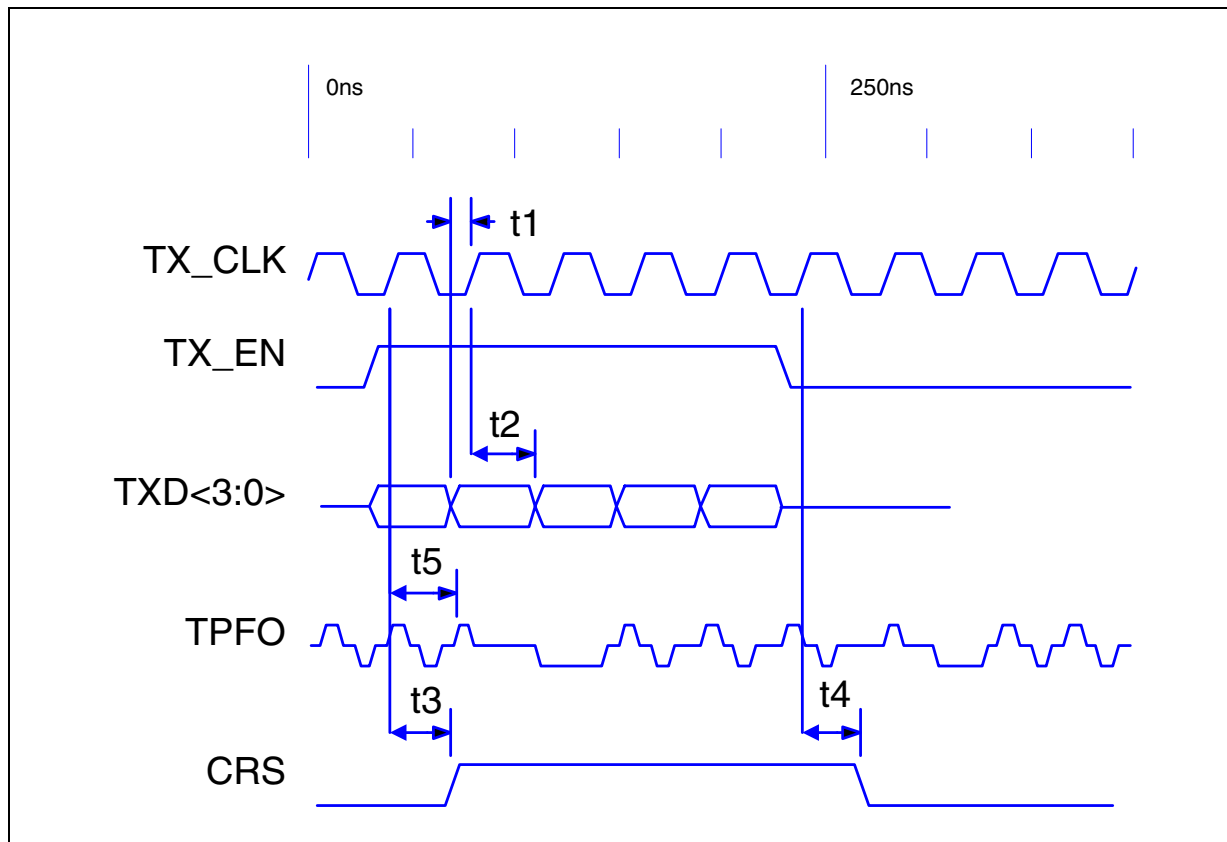 0ns 250ns
t1
TX_CLK
TX_EN
t2
TXD<3:0>
t5
TPFO
t3 t4
CRS